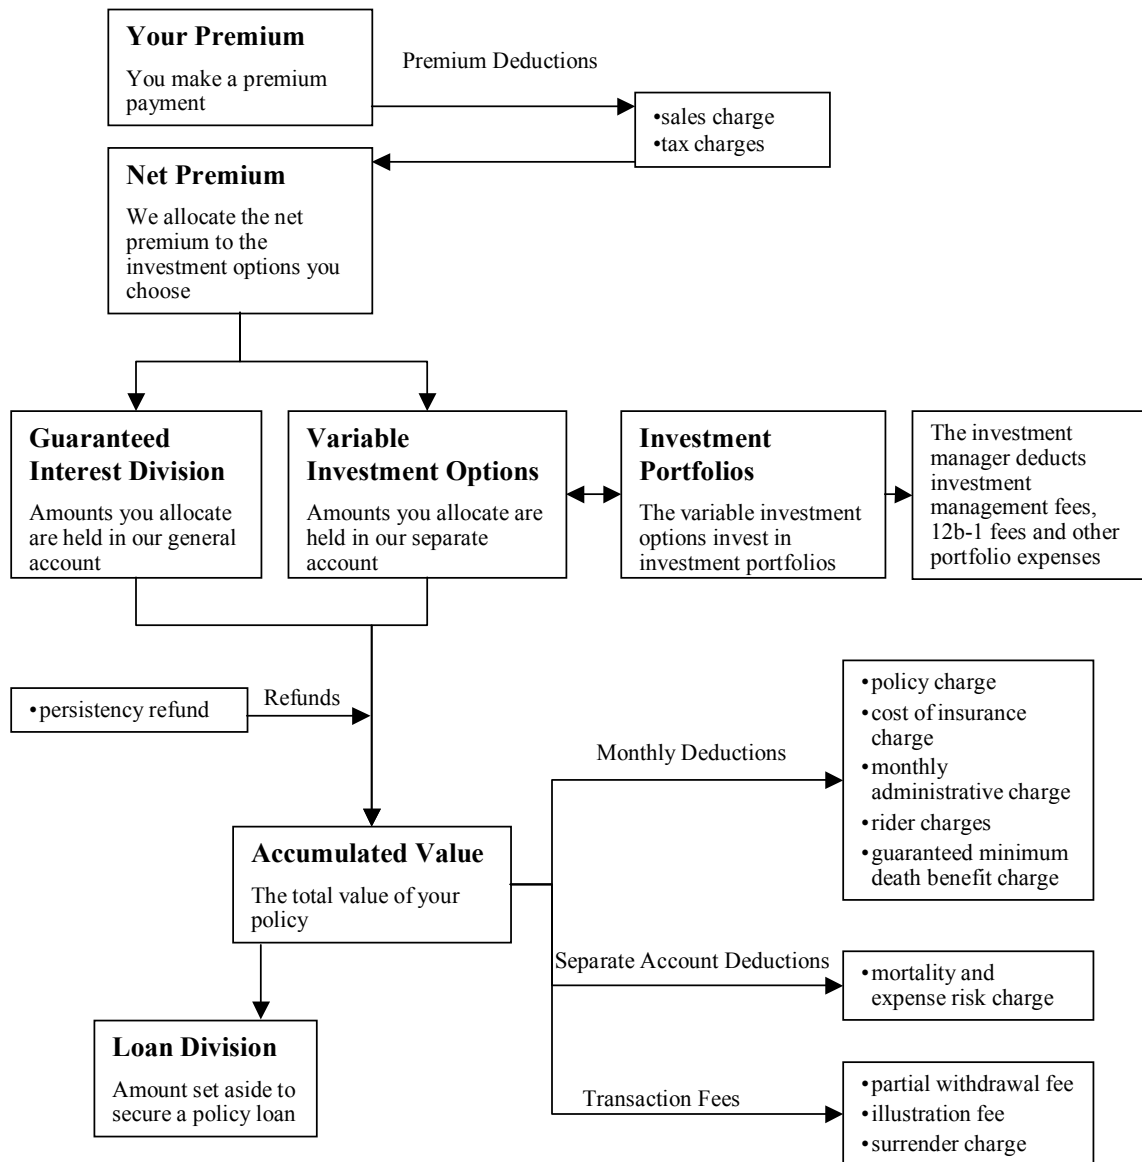 Your Premium
You make a premium
payment
Premium Deductions
•sales charge
•tax charges
Net Premium
We allocate the net
premium to the
investment options you
choose
Guaranteed
Interest Division
Amounts you allocate
are held in our general
account
Variable
Investment Options
Amounts you allocate are
held in our separate
account
Investment
Portfolios
The variable investment
options invest in
investment portfolios
The investment
manager deducts
investment
management fees,
12b-1 fees and other
portfolio expenses
•persistency refund
Refunds
Monthly Deductions
•policy charge
•cost of insurance
charge
•monthly
administrative charge
•rider charges
•guaranteed minimum
death benefit charge
Accumulated Value
The total value of your
policy
Separate Account Deductions
•mortality and
expense risk charge
Loan Division
Amount set aside to
secure a policy loan
Transaction Fees
•partial withdrawal fee
•illustration fee
•surrender charge